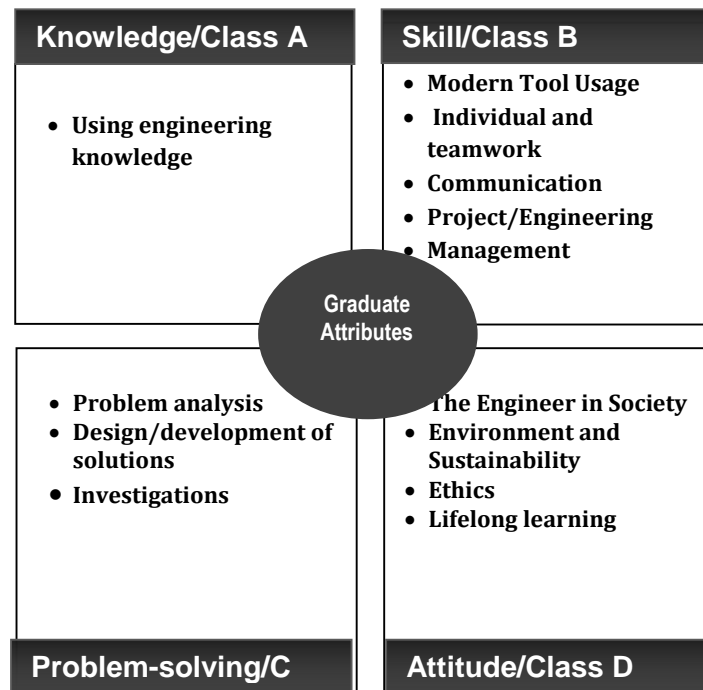 Knowledge/Class A
• Using engineering
knowledge
Skill/Class B
• Modern Tool Usage
• Individual and
teamwork
• Communication
• Project/Engineering
• Management
Graduate
Attributes
• Problem analysis
• Design/development of
solutions
• Investigations
Problem-solving/C
The Engineer in Society
• Environment and
Sustainability
• Ethics
• Lifelong learning
Attitude/Class D